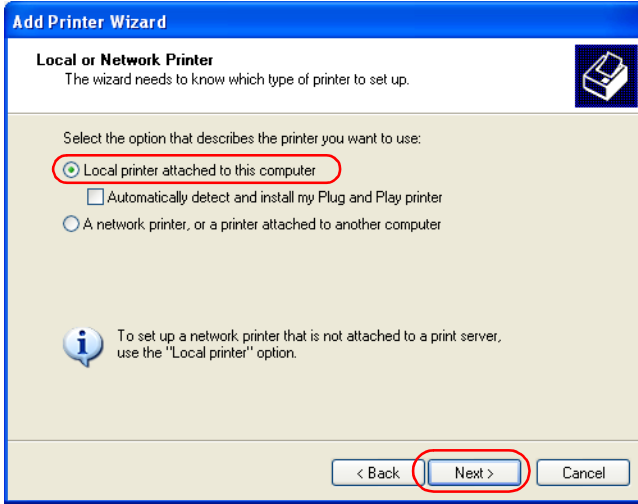 Add Printer Wizard
Local or Network Printer
The wizard needs to know which type of printer to set up.
Select the option that describes the printer you want to use:
Local printer attached to this computer
Automatically detect and install my Plug and Play printer
A network printer, or a printer attached to another computer
To set up a network printer that is not attached to a print server,
use the "Local printer" option.
< Back
Next >
Cancel